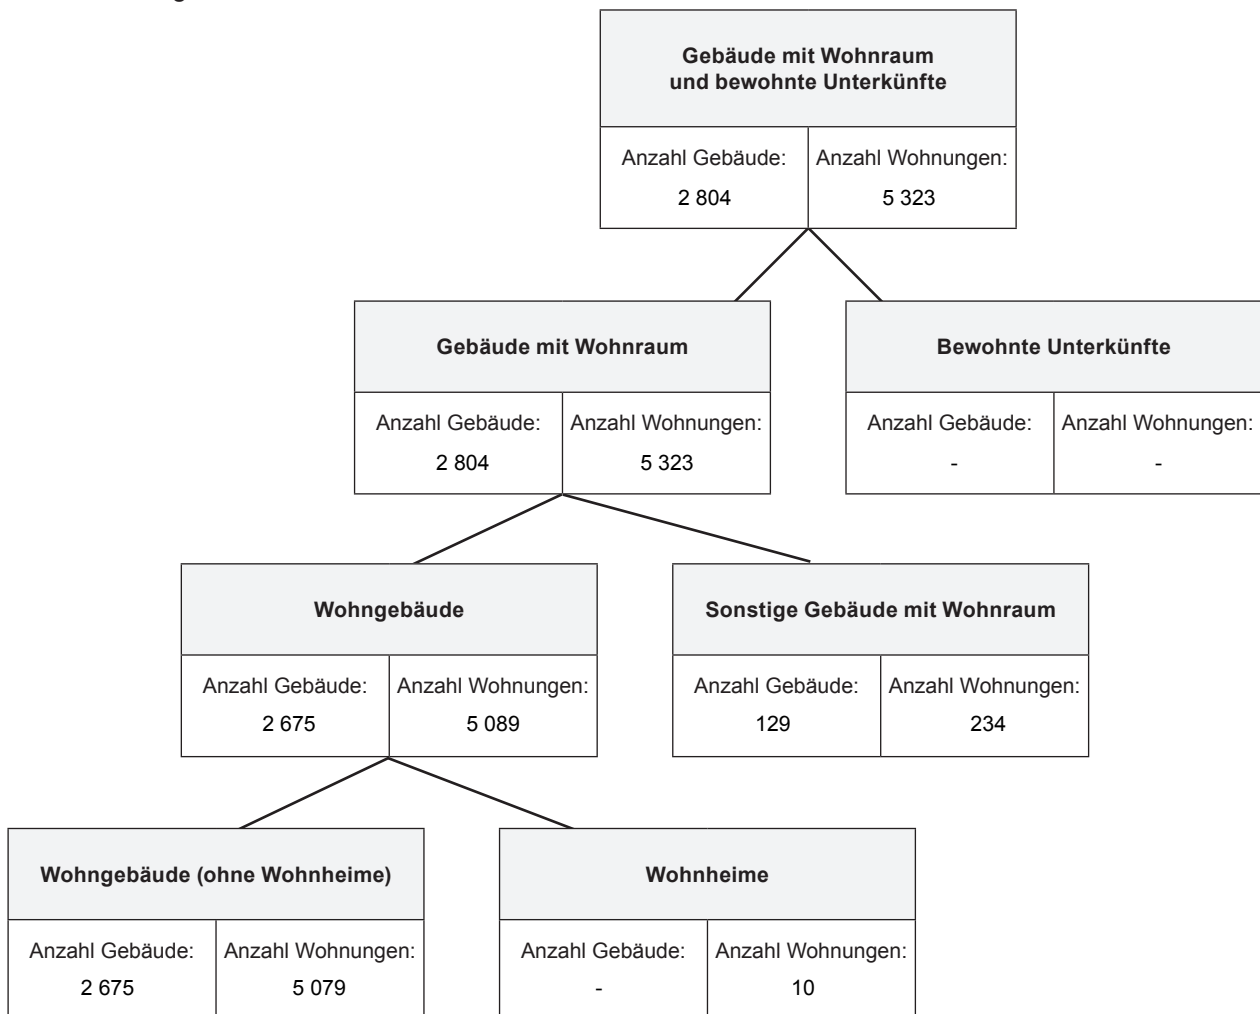 Gebäude mit Wohnraum
und bewohnte Unterkünfte
Anzahl Gebäude: Anzahl Wohnungen:
2 804 5 323
Gebäude mit Wohnraum
Anzahl Gebäude: Anzahl Wohnungen:
2 804 5 323
Bewohnte Unterkünfte
Anzahl Gebäude: Anzahl Wohnungen:
- -
Wohngebäude
Anzahl Gebäude: Anzahl Wohnungen:
2 675 5 089
Sonstige Gebäude mit Wohnraum
Anzahl Gebäude: Anzahl Wohnungen:
129 234
Wohngebäude (ohne Wohnheime)
Anzahl Gebäude: Anzahl Wohnungen:
2 675 5 079
Wohnheime
Anzahl Gebäude: Anzahl Wohnungen:
- 10